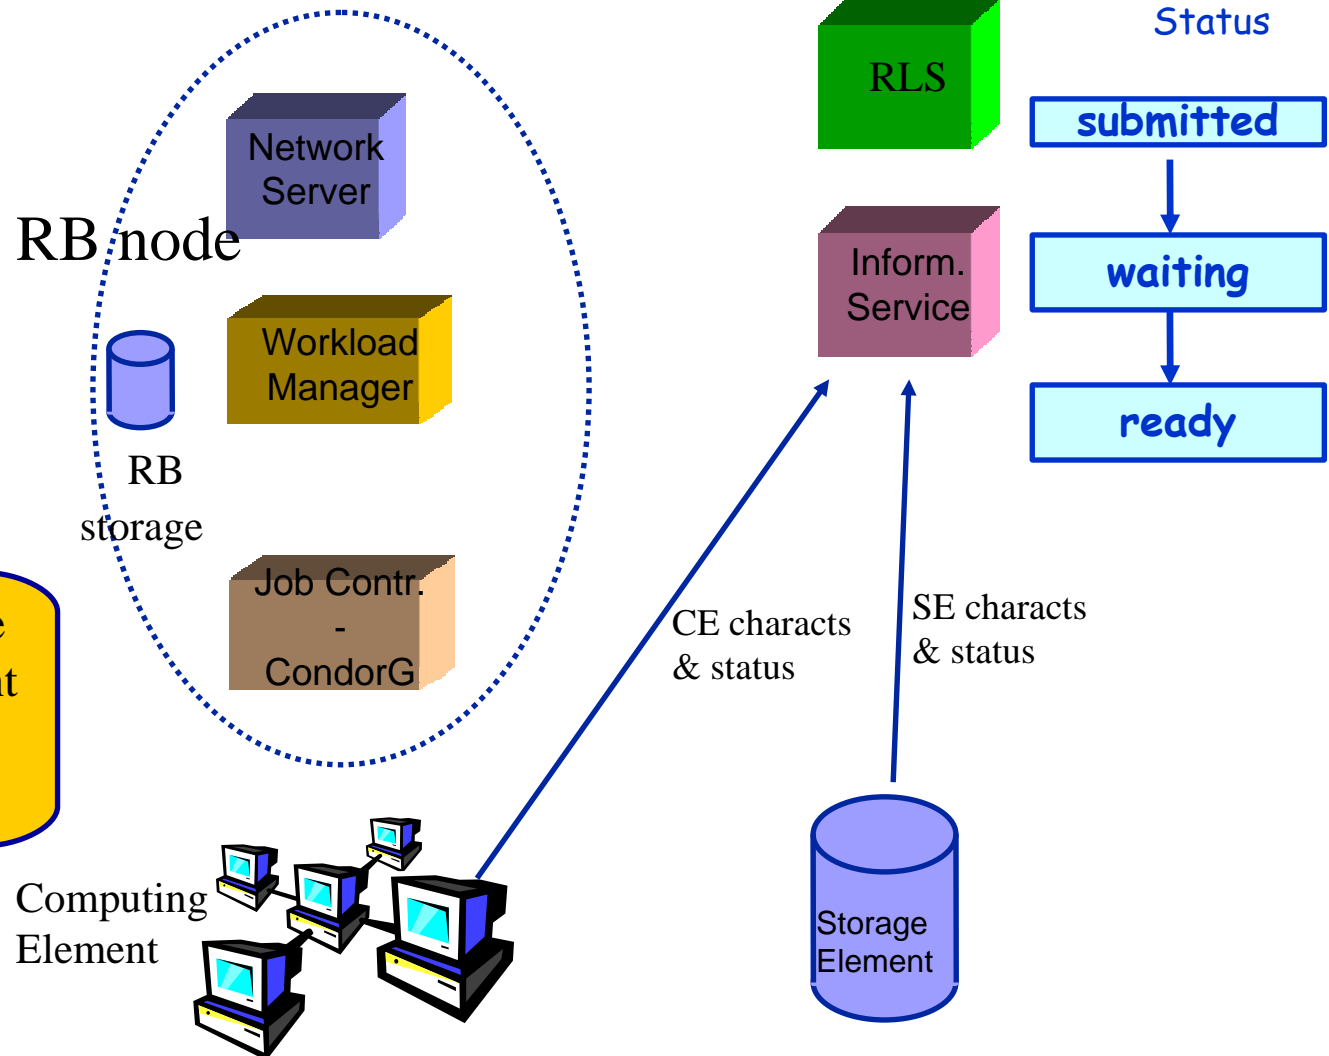 Status
RLS
submitted
Network
Server
RB node
Inform.
Service
waiting
Workload
Manager
ready
RB
storage
Job Contr.
-
CondorG
CE characts
& status
SE characts
& status
Computing
Element
Storage
Element